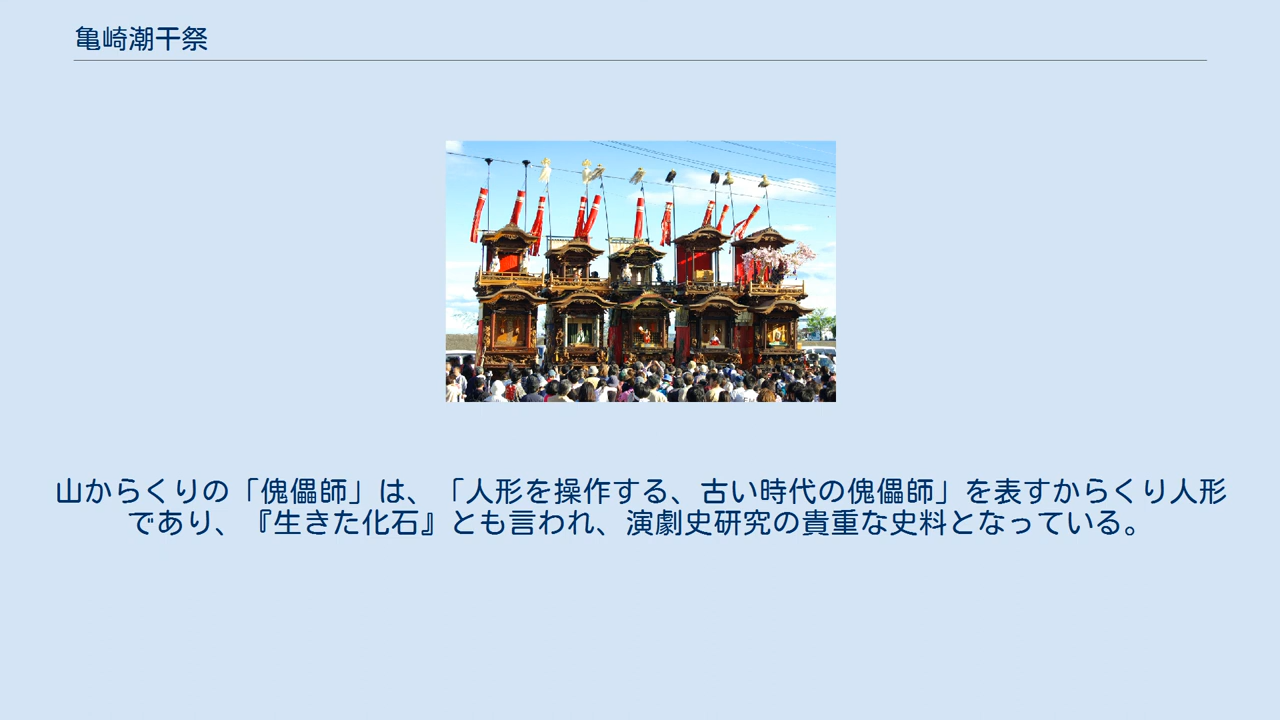 亀崎潮干祭
山からくりの「傀儡師」は、「人形を操作する、古い時代の傀儡師」を表すからくり人形
であり、『生きた化石』とも言われ、演劇史研究の貴重な史料となっている。